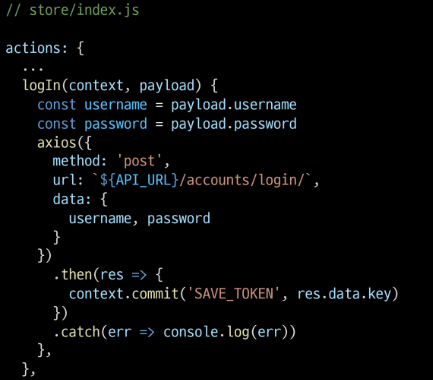 // store/index.js
actions: {
  ...
  logIn(context, payload) {
    const username = payload.username
    const password = payload.password
    axios({
      method: 'post',
      url: `${API_URL}/accounts/login/`,
      data: {
        username, password
      }
    })
      .then(res => {
        context.commit('SAVE_TOKEN', res.data.key)
      })
      .catch(err => console.log(err))
  },
},